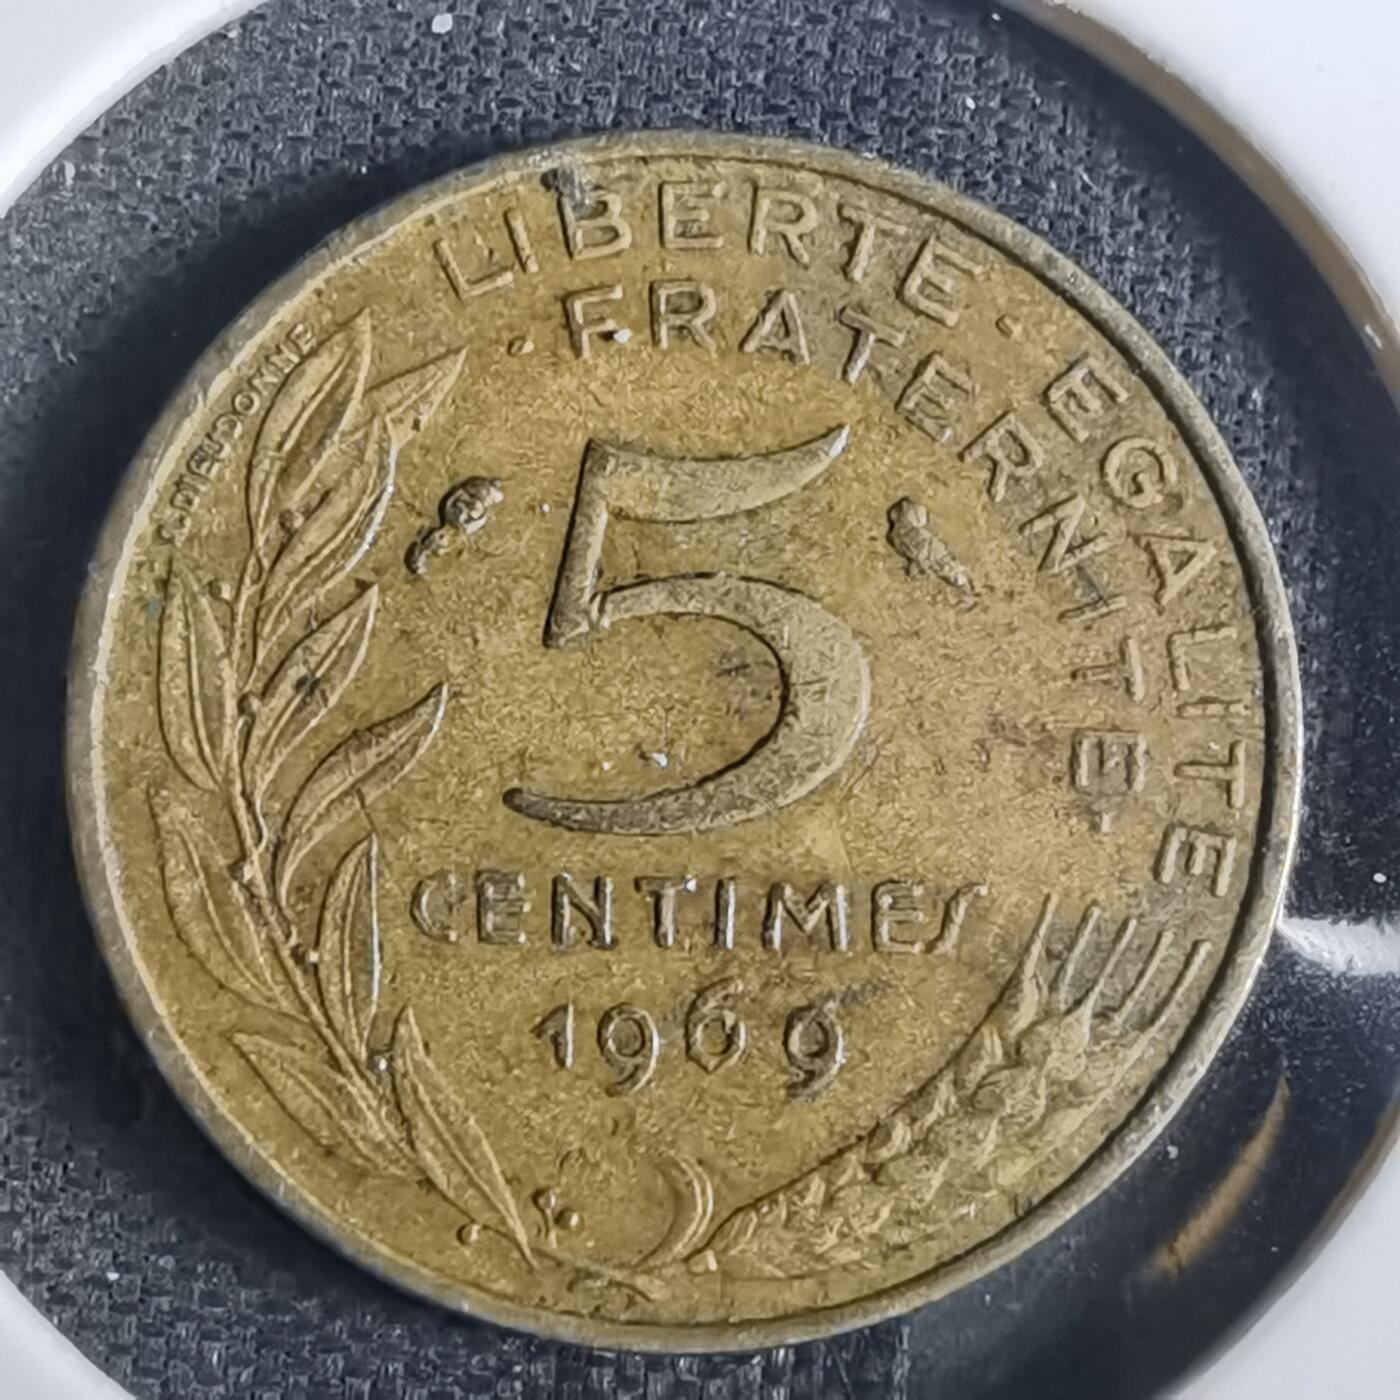 LIBERTE · EGALITE
· FRATERNITE ·
A.DIEUDONNE
5
CENTIMES
1969